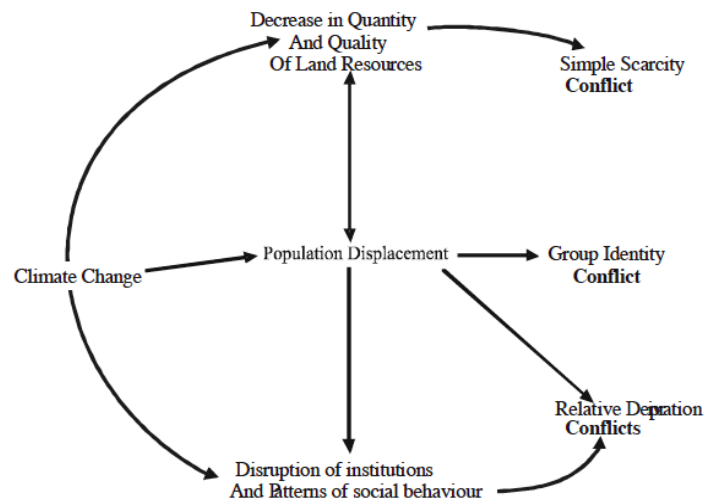 Decrease in Quantity
And Quality
Of Land Resources
Simple Scarcity
Conflict
Population Displacement
Group Identity
Conflict
Climate Change
Relative Depration
Conflicts
Disruption of institutions
And Patterns of social behaviour